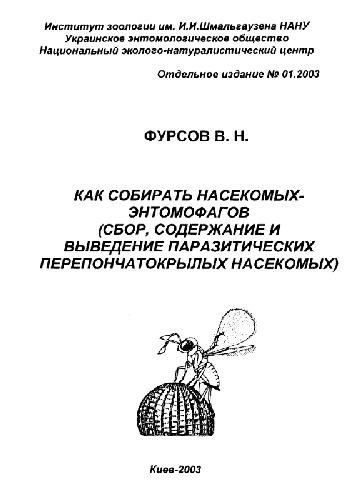 Институт зоологии им. И.И.Шмальгаузена НАНУ
Украинское энтомологическое общество
Национальный эколого-натуралистический центр
Отдельное издание № 01.2003
ФУРСОВ В. Н.
КАК СОБИРАТЬ НАСЕКОМЫХ-
ЭНТОМОФАГОВ
(СБОР, СОДЕРЖАНИЕ И
ВЫВЕДЕНИЕ ПАРАЗИТИЧЕСКИХ
ПЕРЕПОНЧАТОКРЫЛЫХ НАСЕКОМЫХ)
Киев-2003